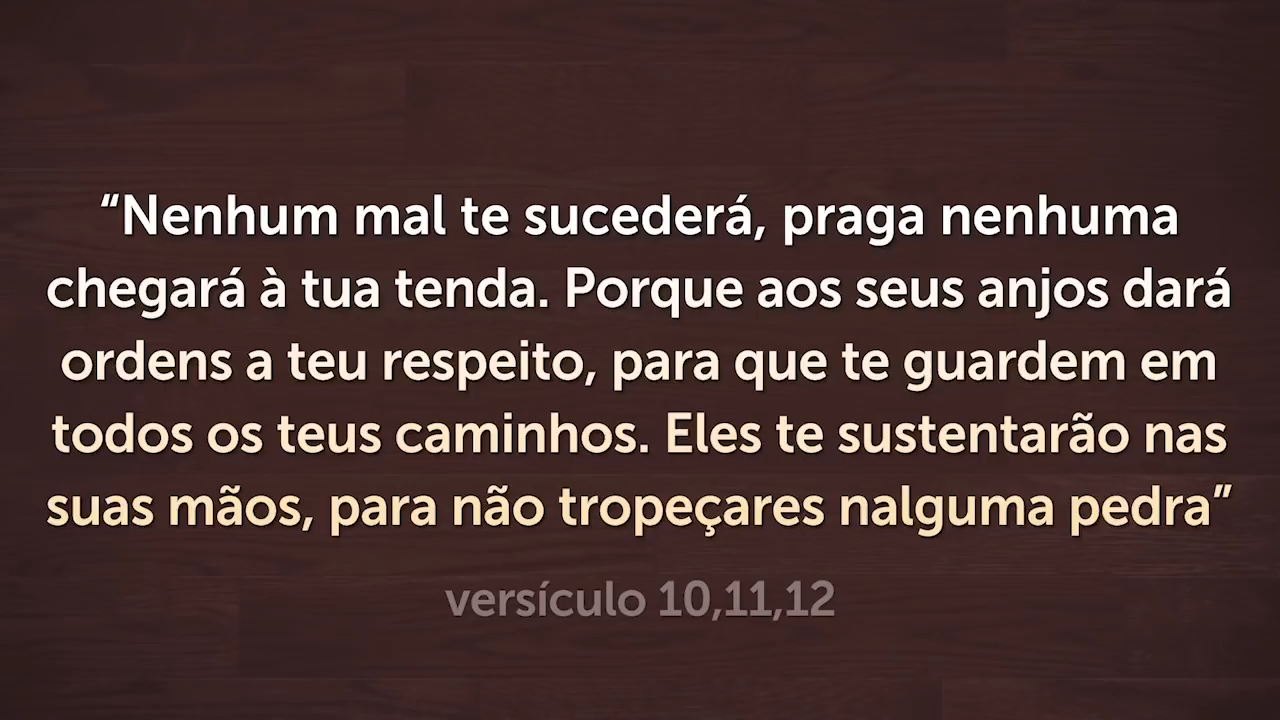 “Nenhum mal te sucederá, praga nenhuma
chegará à tua tenda. Porque aos seus anjos dará
ordens a teu respeito, para que te guardem em
todos os teus caminhos. Eles te sustentarão nas
suas mãos, para não tropeçares nalguma pedra”
versículo 10,11,12